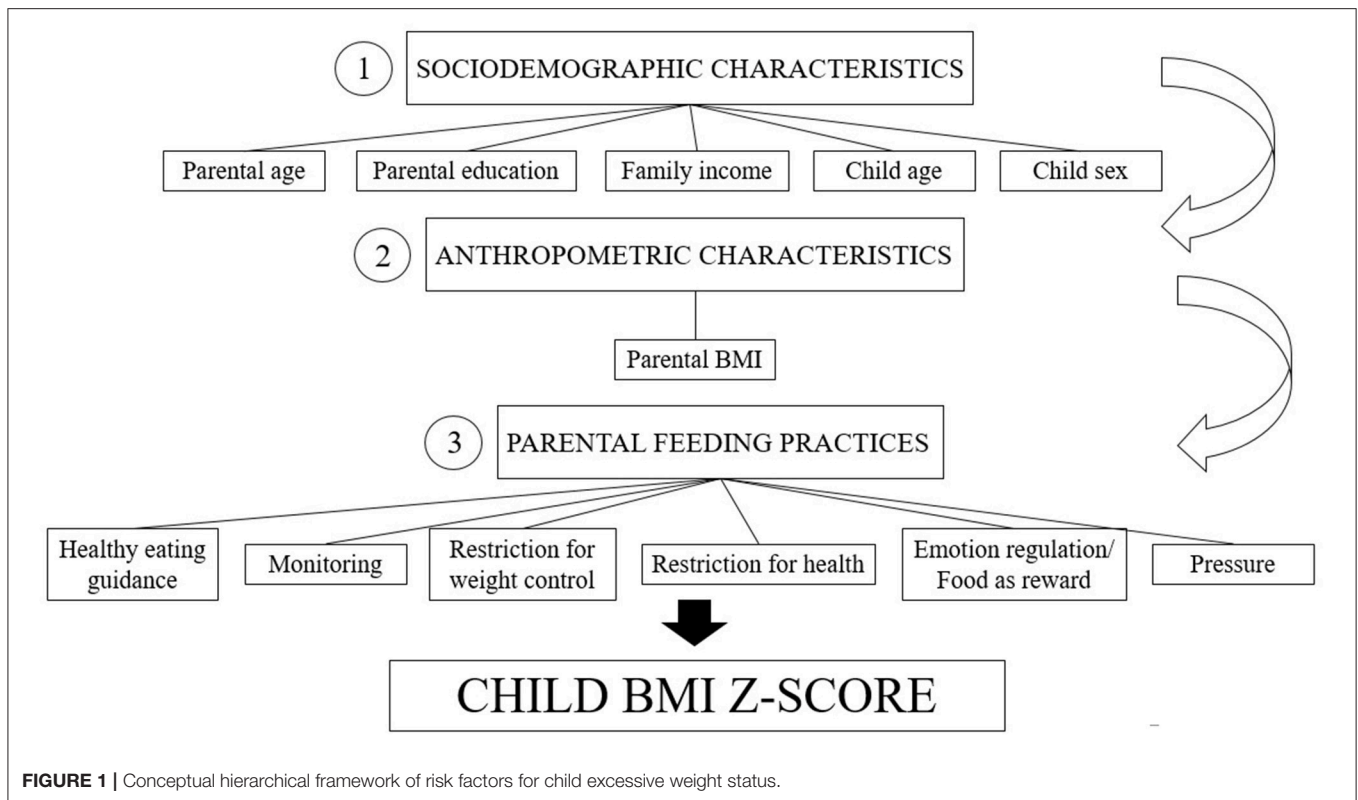 1
SOCIODEMOGRAPHIC CHARACTERISTICS
Parental age
Parental education
Family income
Child age
Child sex
2
ANTHROPOMETRIC CHARACTERISTICS
Parental BMI
3
PARENTAL FEEDING PRACTICES
Healthy eating
guidance
Monitoring
Restriction for
weight control
Restriction for health
Emotion regulation/
Food as reward
Pressure
CHILD BMI Z-SCORE
FIGURE 1 | Conceptual hierarchical framework of risk factors for child excessive weight status.